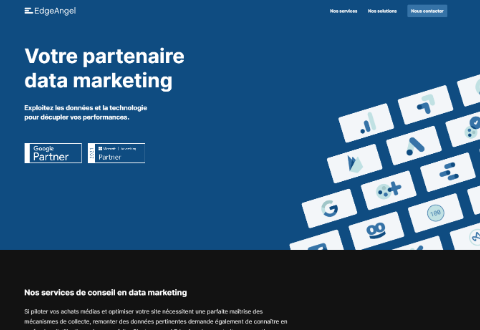 EdgeAngel
Nos services
Nos solutions
Nous contacter
Votre partenaire
data marketing
Exploitez les données et la technologie
pour décupler vos performances.
Google
Partner
Partner
Nos services de conseil en data marketing
Si piloter vos achats médias et optimiser votre site nécessitent une parfaite maîtrise des
mécanismes de collecte, remonter des données pertinentes demande également de connaître en